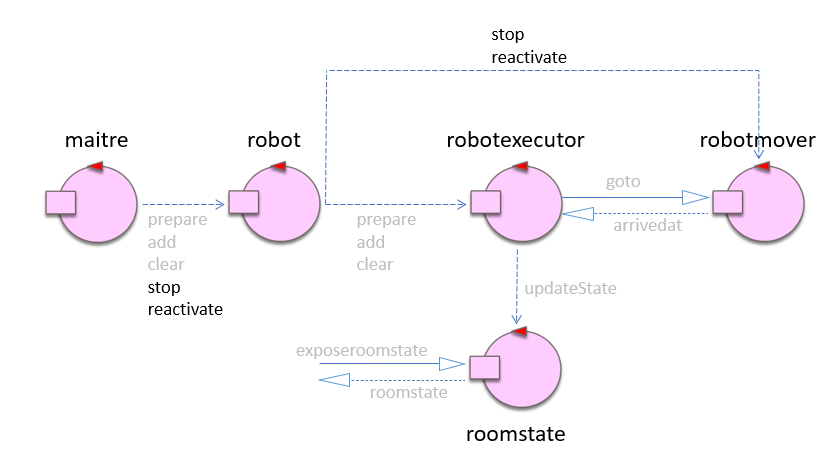 stop
reactivate
maitre
robot
robotexecutor
robotmover
goto
arrivedat
prepare
add
clear
stop
reactivate
prepare
add
clear
updateState
exposeroomstate
roomstate
roomstate